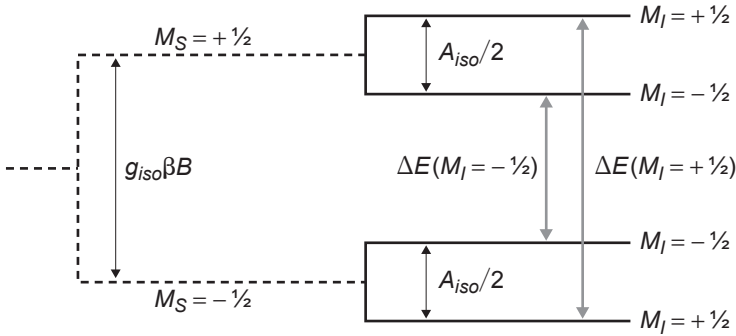 M_I = + ½
M_S = + ½
A_iso/2
M_I = – ½
g_isoβB
ΔE(M_I = – ½)
ΔE(M_I = + ½)
M_I = – ½
A_iso/2
M_S = – ½
M_I = + ½